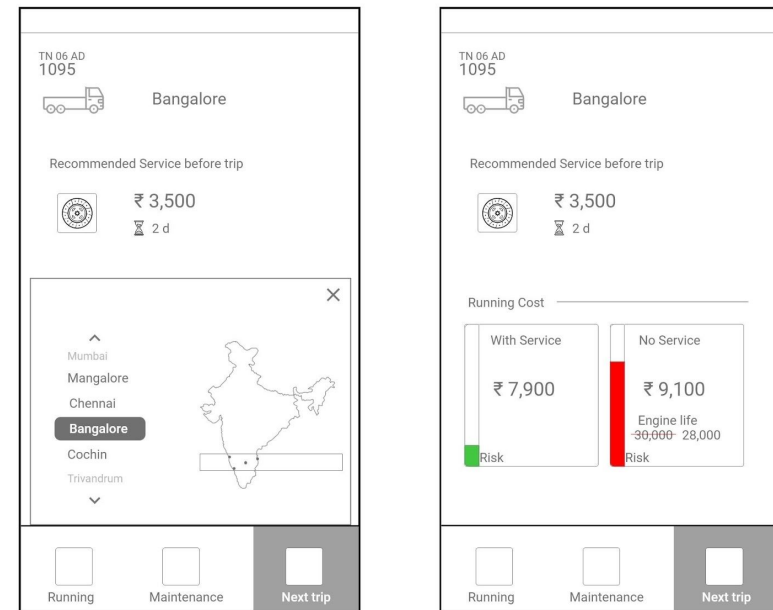 TN 06 AD
1095
Bangalore
Recommended Service before trip
₹ 3,500
2 d
Mumbai
Mangalore
Chennai
Bangalore
Cochin
Trivandrum
Running
Maintenance
Next trip
TN 06 AD
1095
Bangalore
Recommended Service before trip
₹ 3,500
2 d
Running Cost
With Service
₹ 7,900
Risk
No Service
₹ 9,100
Engine life
30,000 28,000
Risk
Running
Maintenance
Next trip